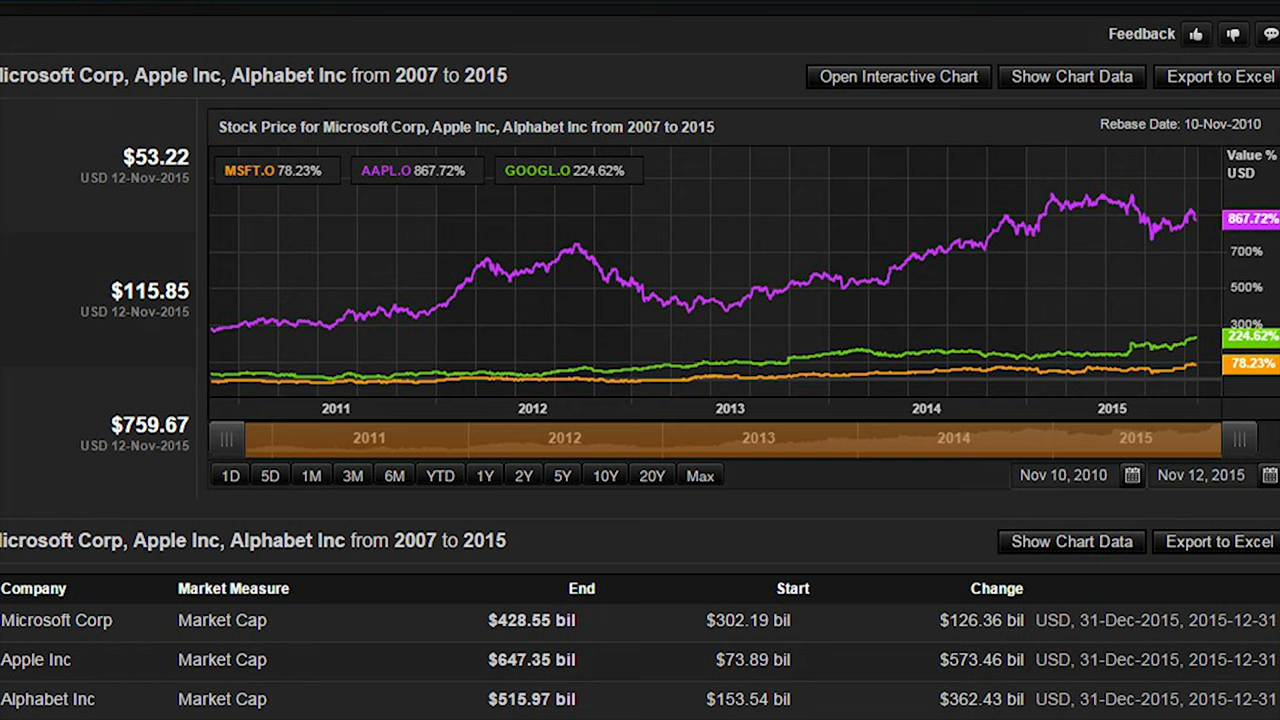 Feedback
icrosoft Corp, Apple Inc, Alphabet Inc from 2007 to 2015
Open Interactive Chart
Show Chart Data
Export to Excel
Stock Price for Microsoft Corp, Apple Inc, Alphabet Inc from 2007 to 2015
Rebase Date: 10-Nov-2010
$53.22
USD 12-Nov-2015
MSFT.O 78.23%
AAPL.O 867.72%
GOOGL.O 224.62%
Value %
USD
867.72%
700%
$115.85
USD 12-Nov-2015
500%
300%
224.62%
78.23%
2011 2012 2013 2014 2015
$759.67
USD 12-Nov-2015
2011 2012 2013 2014 2015
1D 5D 1M 3M 6M YTD 1Y 2Y 5Y 10Y 20Y Max
Nov 10, 2010
Nov 12, 2015
icrosoft Corp, Apple Inc, Alphabet Inc from 2007 to 2015
Show Chart Data
Export to Excel
Company Market Measure End Start Change
Microsoft Corp Market Cap $428.55 bil $302.19 bil $126.36 bil USD, 31-Dec-2015, 2015-12-31
Apple Inc Market Cap $647.35 bil $73.89 bil $573.46 bil USD, 31-Dec-2015, 2015-12-31
Alphabet Inc Market Cap $515.97 bil $153.54 bil $362.43 bil USD, 31-Dec-2015, 2015-12-31